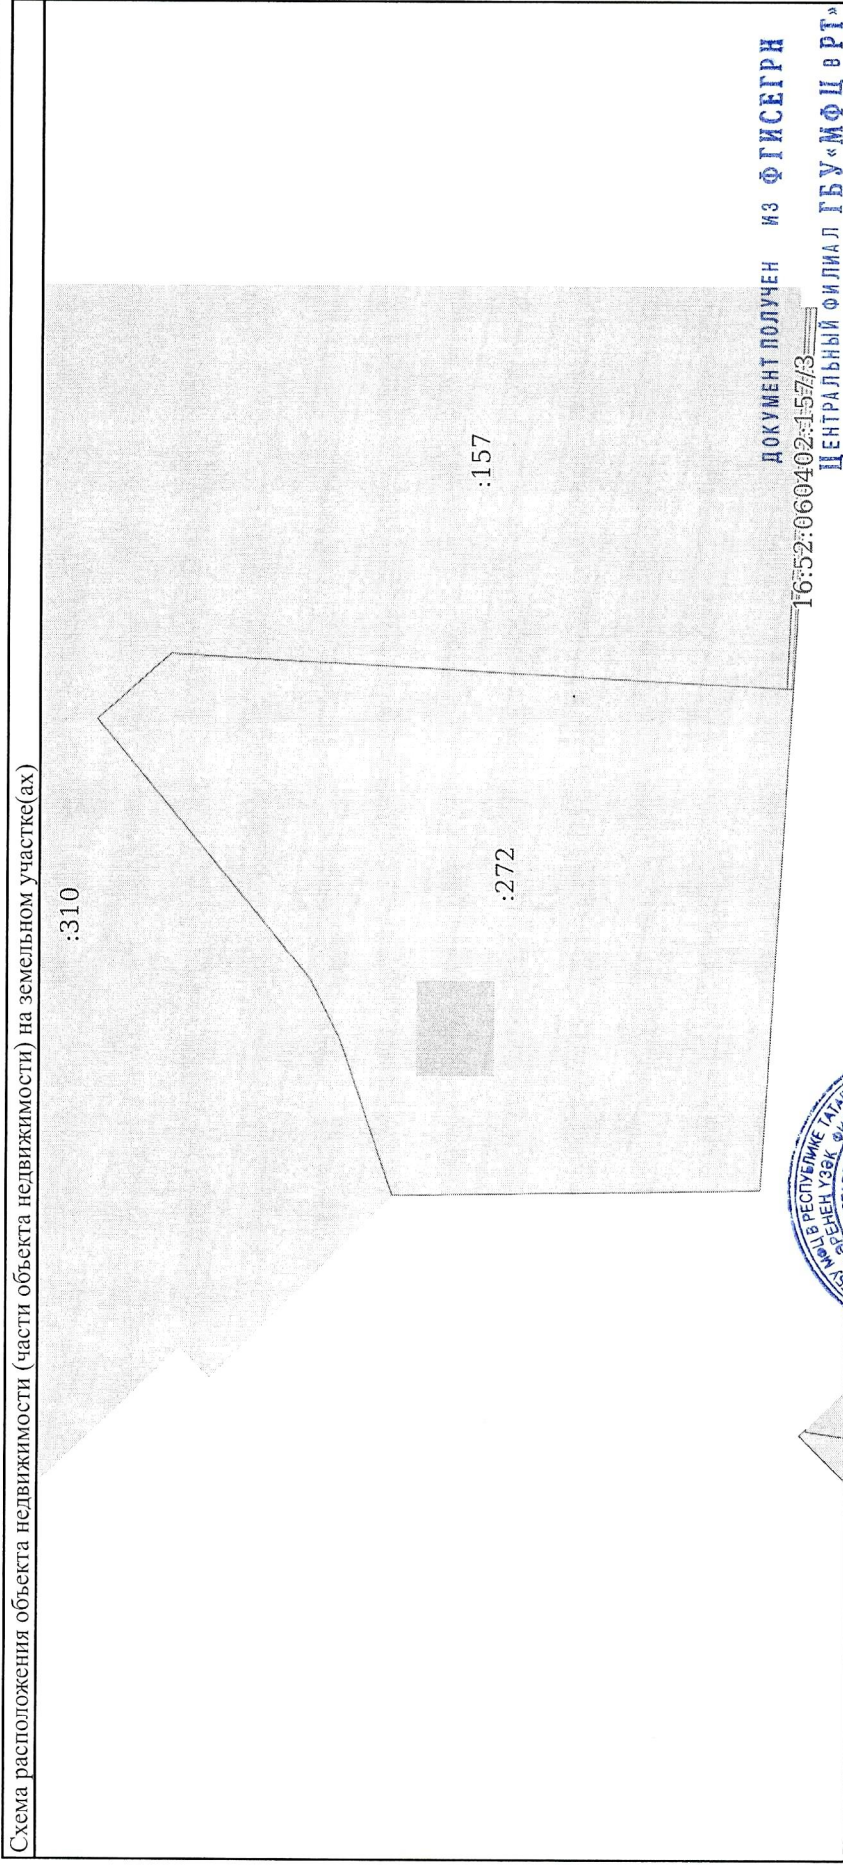 Схема расположения объекта недвижимости (части объекта недвижимости) на земельном участке(ах)
:310
:157
:272
ДОКУМЕНТ ПОЛУЧЕН ИЗ ФГИСЕГРН
16:52:060402:157/3
ЦЕНТРАЛЬНЫЙ ФИЛИАЛ ГБУ«МФЦ в РТ»
МФЦ В РЕСПУБЛИКЕ
ҮЗӘК